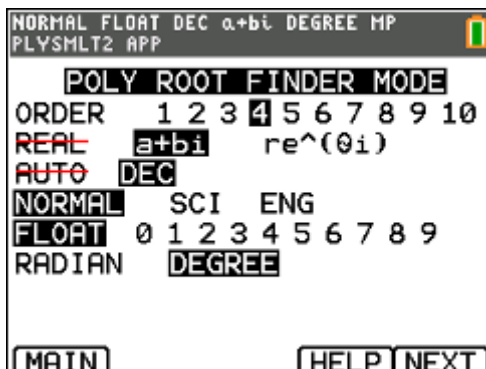 NORMAL FLOAT DEC a+bi DEGREE MP
PLYSMLT2 APP
POLY ROOT FINDER MODE
ORDER 1 2 3 4 5 6 7 8 9 10
REAL a+bi re^(θi)
AUTO DEC
NORMAL SCI ENG
FLOAT 0 1 2 3 4 5 6 7 8 9
RADIAN DEGREE
MAIN HELP NEXT